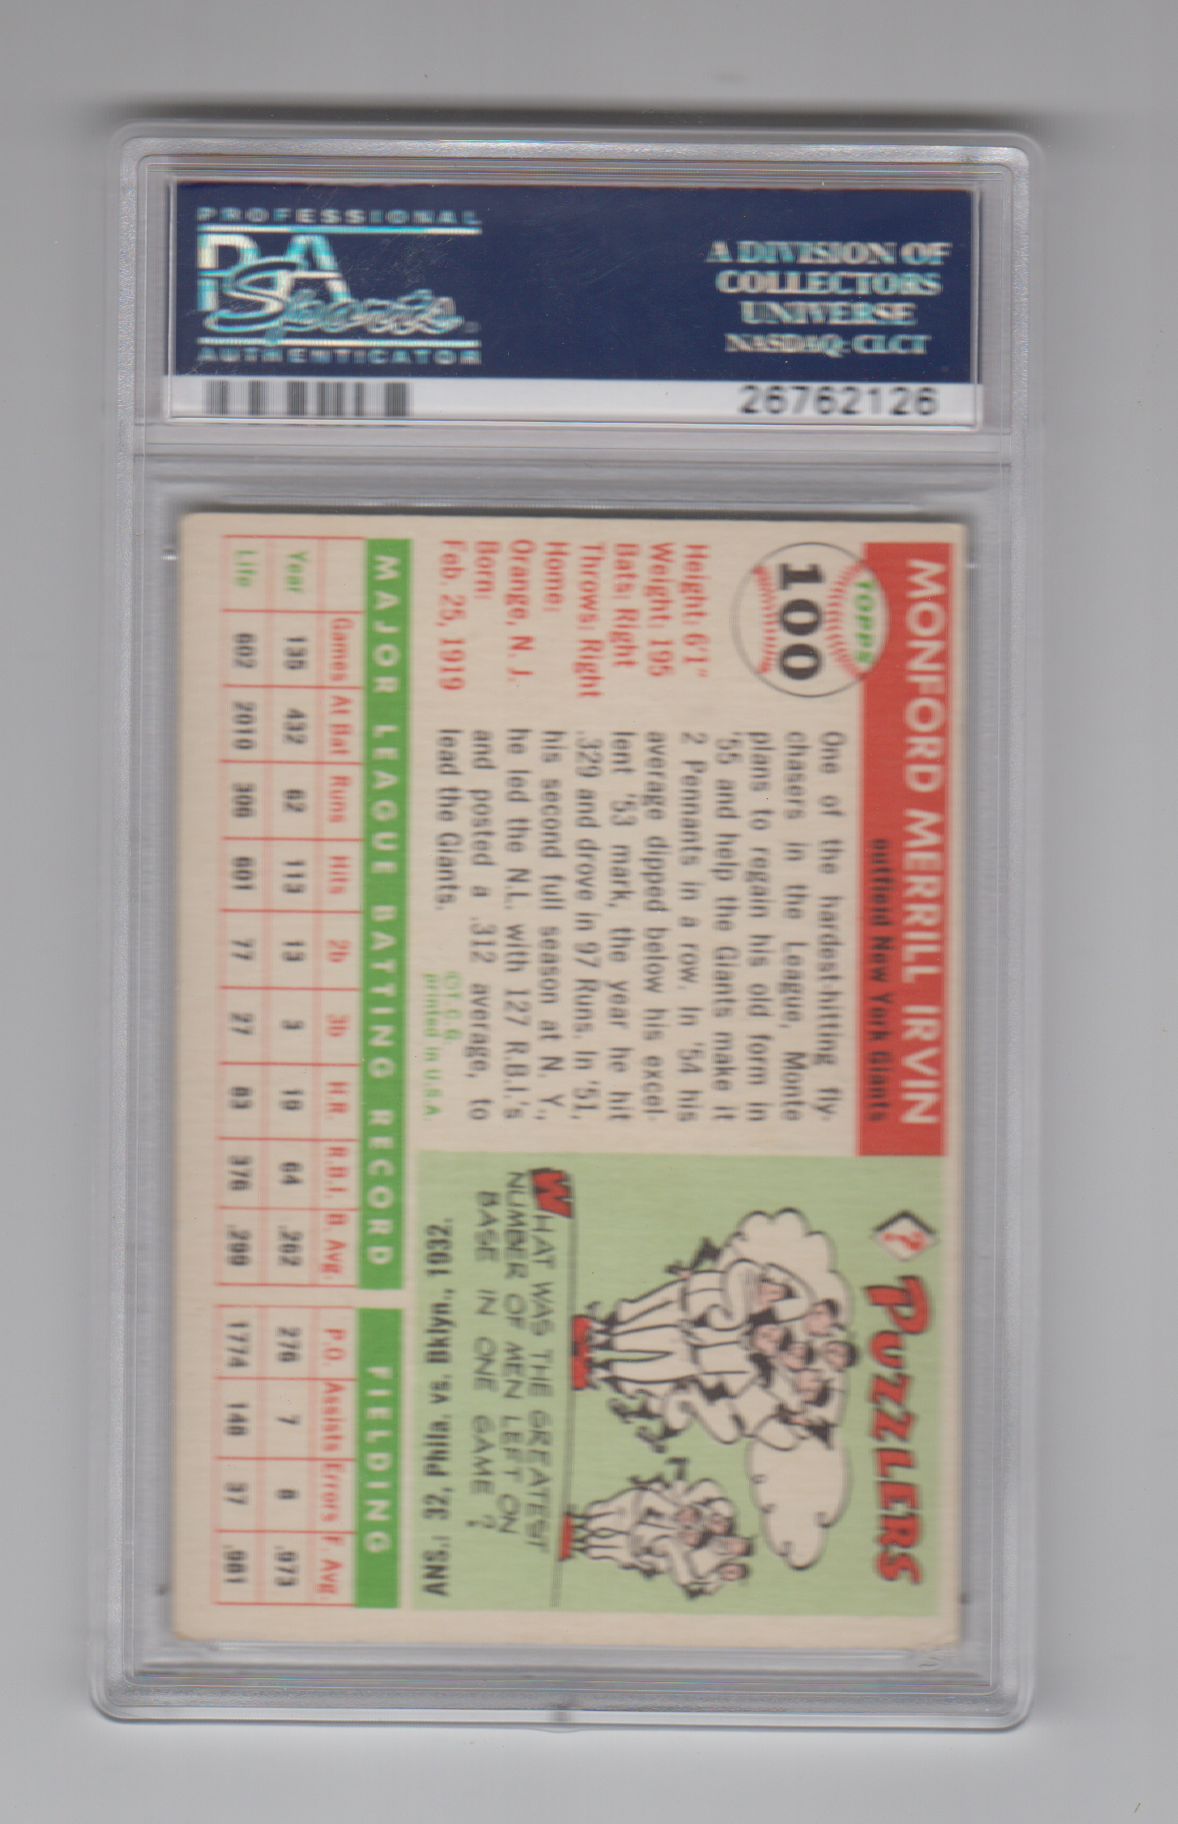 PROFESSIONAL
PSA
Sports
AUTHENTICATOR
A DIVISION OF
COLLECTORS
UNIVERSE
NASDAQ: CLCT
26762126
MONFORD MERRILL IRVIN
outfield New York Giants
TOPPS
100
Height: 6'1"
Weight: 195
Bats: Right
Throws: Right
Home:
Orange, N. J.
Born:
Feb. 25, 1919
One of the hardest-hitting fly-
chasers in the League, Monte
plans to regain his old form in
'55 and help the Giants make it
2 Pennants in a row. In '54 his
average dipped below his excel-
lent '53 mark, the year he hit
.329 and drove in 97 Runs. In '51,
his second full season at N. Y.,
he led the N.L. with 127 R.B.I.'s
and posted a .312 average, to
lead the Giants.
©T. C. G.
printed in U.S.A.
? PUZZLERS
WHAT WAS THE GREATEST
NUMBER OF MEN LEFT ON
BASE IN ONE GAME?
ANS.: 32, Phila. vs. Bklyn., 1932.
MAJOR LEAGUE BATTING RECORD FIELDING
Games At Bat Runs Hits 2b 3b H.R. R.B.I. B. Avg. P.O. Assists Errors F. Avg.
Year 135 432 62 113 13 3 19 64 .262 276 7 8 .973
Life 602 2010 306 601 77 27 83 376 .299 1774 146 37 .981